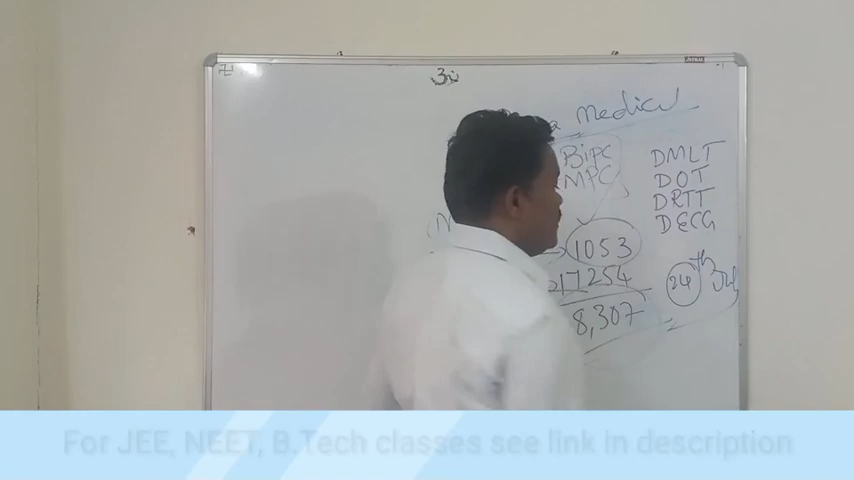 ॐ
Medical
BiPC
MPC
DMLT
DOT
DRTT
DECG
1053
17254
8,307
24th July
For JEE, NEET, B.Tech classes see link in description